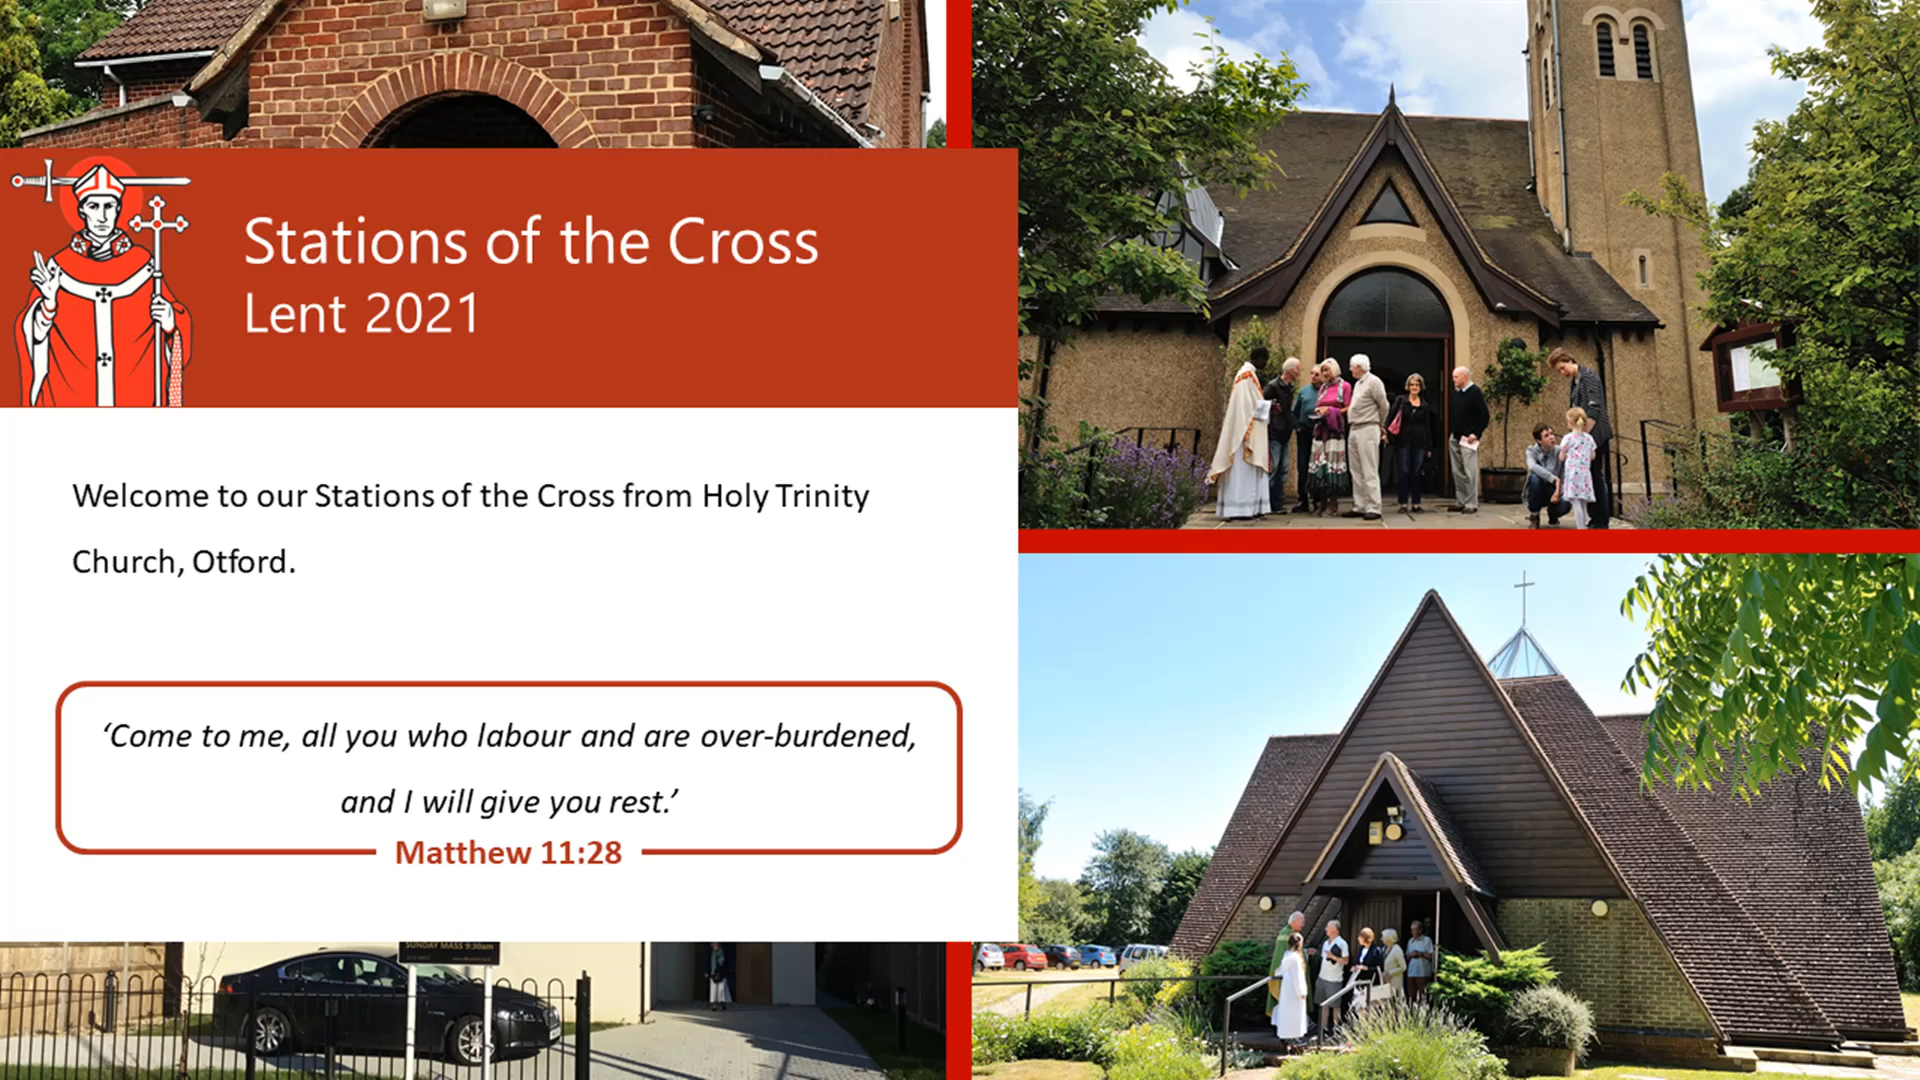 Stations of the Cross
Lent 2021
Welcome to our Stations of the Cross from Holy Trinity
Church, Otford.
‘Come to me, all you who labour and are over-burdened,
and I will give you rest.’
Matthew 11:28
SUNDAY MASS 9:30am